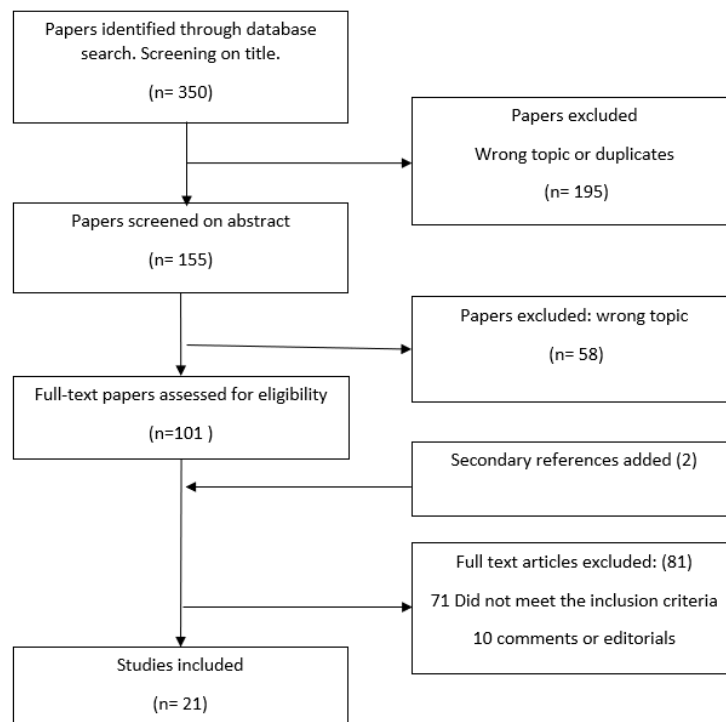 Papers identified through database
search. Screening on title.
(n= 350)
Papers excluded
Wrong topic or duplicates
(n= 195)
Papers screened on abstract
(n= 155)
Papers excluded: wrong topic
(n= 58)
Full-text papers assessed for eligibility
(n=101 )
Secondary references added (2)
Full text articles excluded: (81)
71 Did not meet the inclusion criteria
10 comments or editorials
Studies included
(n= 21)